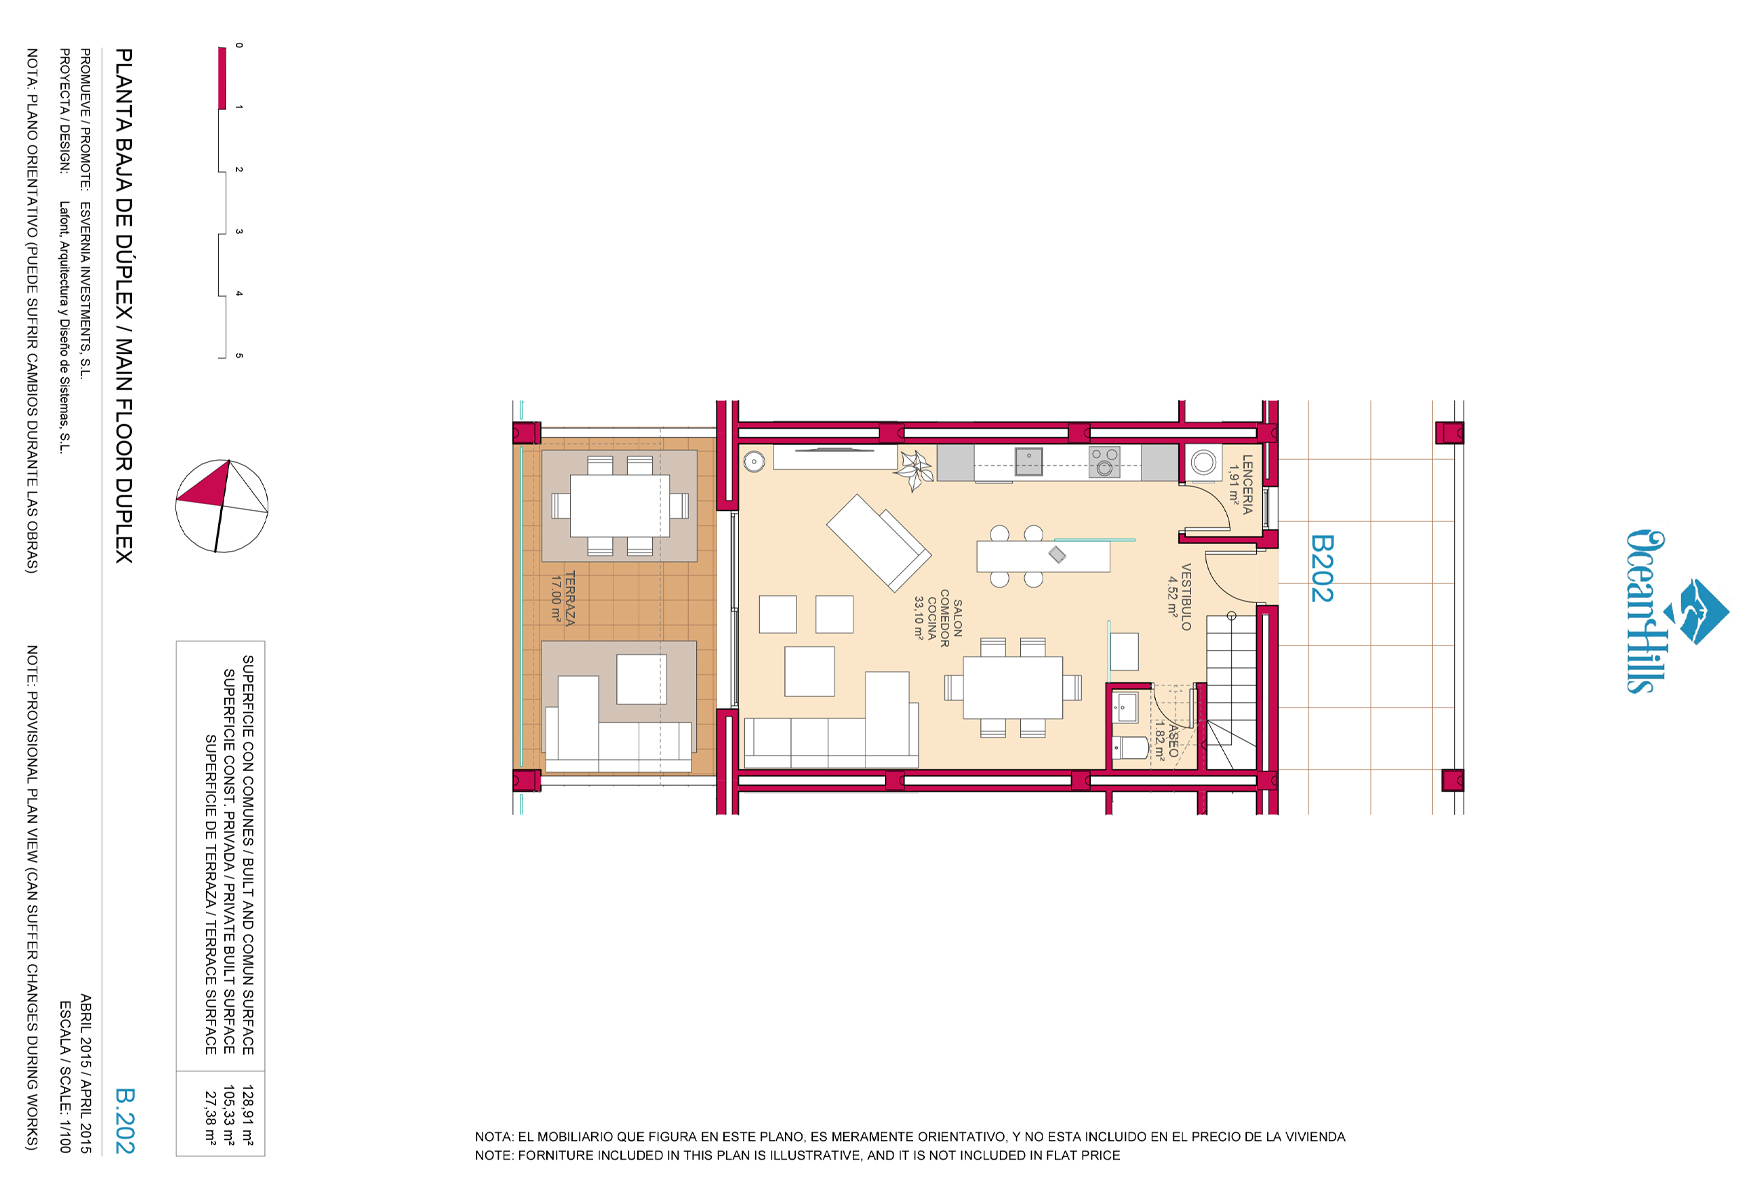 OceanHills
B202
LENCERIA
1,91 m²
VESTIBULO
4.52 m²
ASEO
1.82 m²
SALON
COMEDOR
COCINA
33,10 m²
TERRAZA
17.00 m²
0
1
2
3
4
5
SUPERFICIE CON COMUNES / BUILT AND COMUN SURFACE 128,91 m²
SUPERFICIE CONST. PRIVADA / PRIVATE BUILT SURFACE 105,33 m²
SUPERFICIE DE TERRAZA / TERRACE SURFACE 27,38 m²
PLANTA BAJA DE DÚPLEX / MAIN FLOOR DUPLEX B.202
PROMUEVE / PROMOTE: ESVERNIA INVESTMENTS, S.L. ABRIL 2015 / APRIL 2015
PROYECTA / DESIGN: Lafont, Arquitectura y Diseño de Sistemas, S.L. ESCALA / SCALE: 1/100
NOTA: PLANO ORIENTATIVO (PUEDE SUFRIR CAMBIOS DURANTE LAS OBRAS) NOTE: PROVISIONAL PLAN VIEW (CAN SUFFER CHANGES DURING WORKS)
NOTA: EL MOBILIARIO QUE FIGURA EN ESTE PLANO, ES MERAMENTE ORIENTATIVO, Y NO ESTA INCLUIDO EN EL PRECIO DE LA VIVIENDA
NOTE: FORNITURE INCLUDED IN THIS PLAN IS ILLUSTRATIVE, AND IT IS NOT INCLUDED IN FLAT PRICE